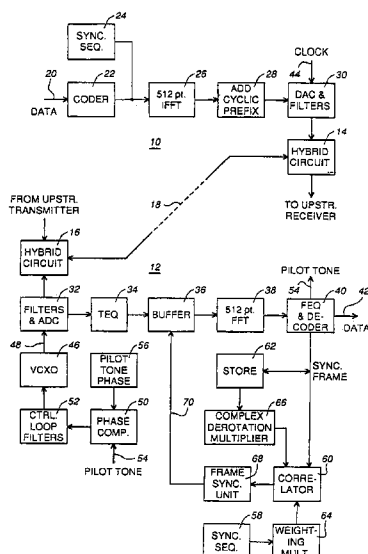 24
SYNC.
SEQ.
20
22
26
28
CLOCK
44
30
DATA
CODER
512 pt.
IFFT
ADD
CYCLIC
PREFIX
DAC &
FILTERS
10
14
HYBRID
CIRCUIT
18
FROM UPSTR.
TRANSMITTER
TO UPSTR.
RECEIVER
16
HYBRID
CIRCUIT
12
PILOT TONE
54
32
34
36
38
40
42
FILTERS
& ADC
TEQ
BUFFER
512 pt.
FFT
FEQ
& DE-
CODER
DATA
48
46
56
VCXO
PILOT
TONE
PHASE
62
STORE
SYNC.
FRAME
70
52
50
66
CTRL.
LOOP
FILTERS
PHASE
COMP.
COMPLEX
DEROTATION
MULTIPLIER
54
PILOT TONE
68
60
FRAME
SYNC.
UNIT
CORRE-
LATOR
58
64
SYNC.
SEQ.
WEIGHT-
ING
MULT.